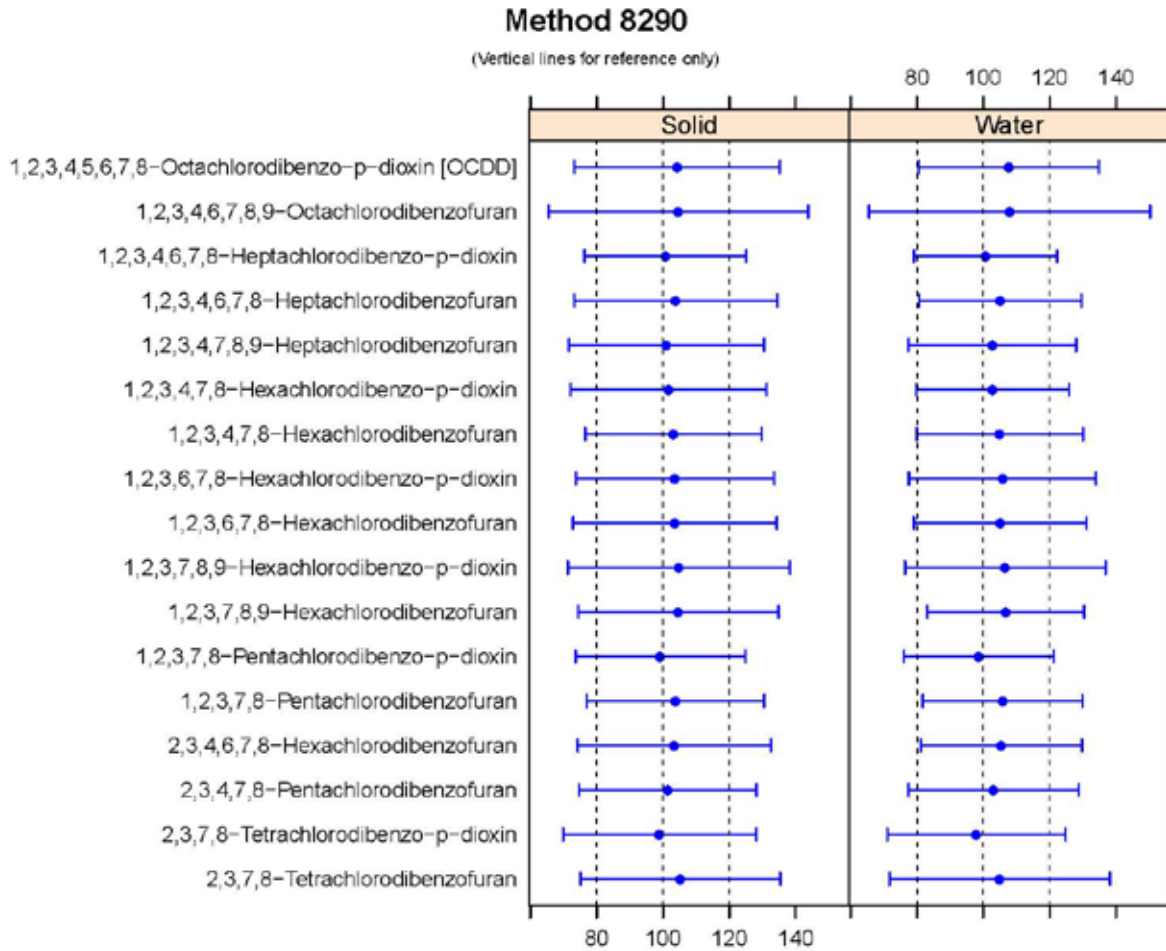 Method 8290
(Vertical lines for reference only)
80 100 120 140
Solid Water
1,2,3,4,5,6,7,8-Octachlorodibenzo-p-dioxin [OCDD]
1,2,3,4,6,7,8,9-Octachlorodibenzofuran
1,2,3,4,6,7,8-Heptachlorodibenzo-p-dioxin
1,2,3,4,6,7,8-Heptachlorodibenzofuran
1,2,3,4,7,8,9-Heptachlorodibenzofuran
1,2,3,4,7,8-Hexachlorodibenzo-p-dioxin
1,2,3,4,7,8-Hexachlorodibenzofuran
1,2,3,6,7,8-Hexachlorodibenzo-p-dioxin
1,2,3,6,7,8-Hexachlorodibenzofuran
1,2,3,7,8,9-Hexachlorodibenzo-p-dioxin
1,2,3,7,8,9-Hexachlorodibenzofuran
1,2,3,7,8-Pentachlorodibenzo-p-dioxin
1,2,3,7,8-Pentachlorodibenzofuran
2,3,4,6,7,8-Hexachlorodibenzofuran
2,3,4,7,8-Pentachlorodibenzofuran
2,3,7,8-Tetrachlorodibenzo-p-dioxin
2,3,7,8-Tetrachlorodibenzofuran
80 100 120 140